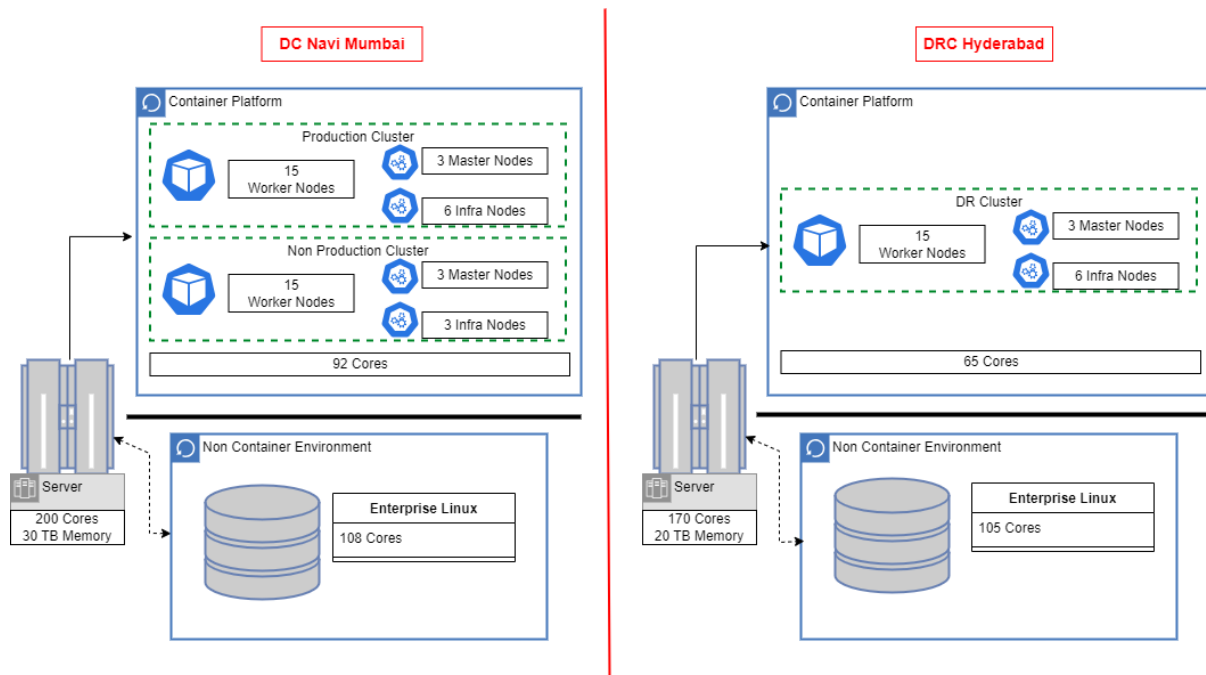 DC Navi Mumbai
Container Platform
Production Cluster
15
Worker Nodes
3 Master Nodes
6 Infra Nodes
Non Production Cluster
15
Worker Nodes
3 Master Nodes
3 Infra Nodes
92 Cores
Server
200 Cores
30 TB Memory
Non Container Environment
Enterprise Linux
108 Cores
DRC Hyderabad
Container Platform
DR Cluster
15
Worker Nodes
3 Master Nodes
6 Infra Nodes
65 Cores
Server
170 Cores
20 TB Memory
Non Container Environment
Enterprise Linux
105 Cores